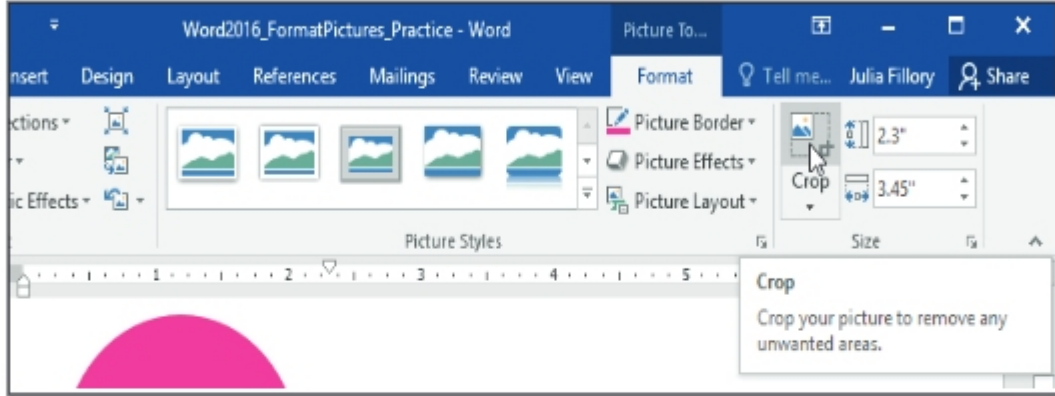 Word2016_FormatPictures_Practice - Word Picture To...
nsert Design Layout References Mailings Review View Format Tell me... Julia Fillory Share
ctions
ic Effects
Picture Border
Picture Effects
Picture Layout
Crop
2.3"
3.45"
Picture Styles
Size
1 2 3 4 5
Crop
Crop your picture to remove any
unwanted areas.